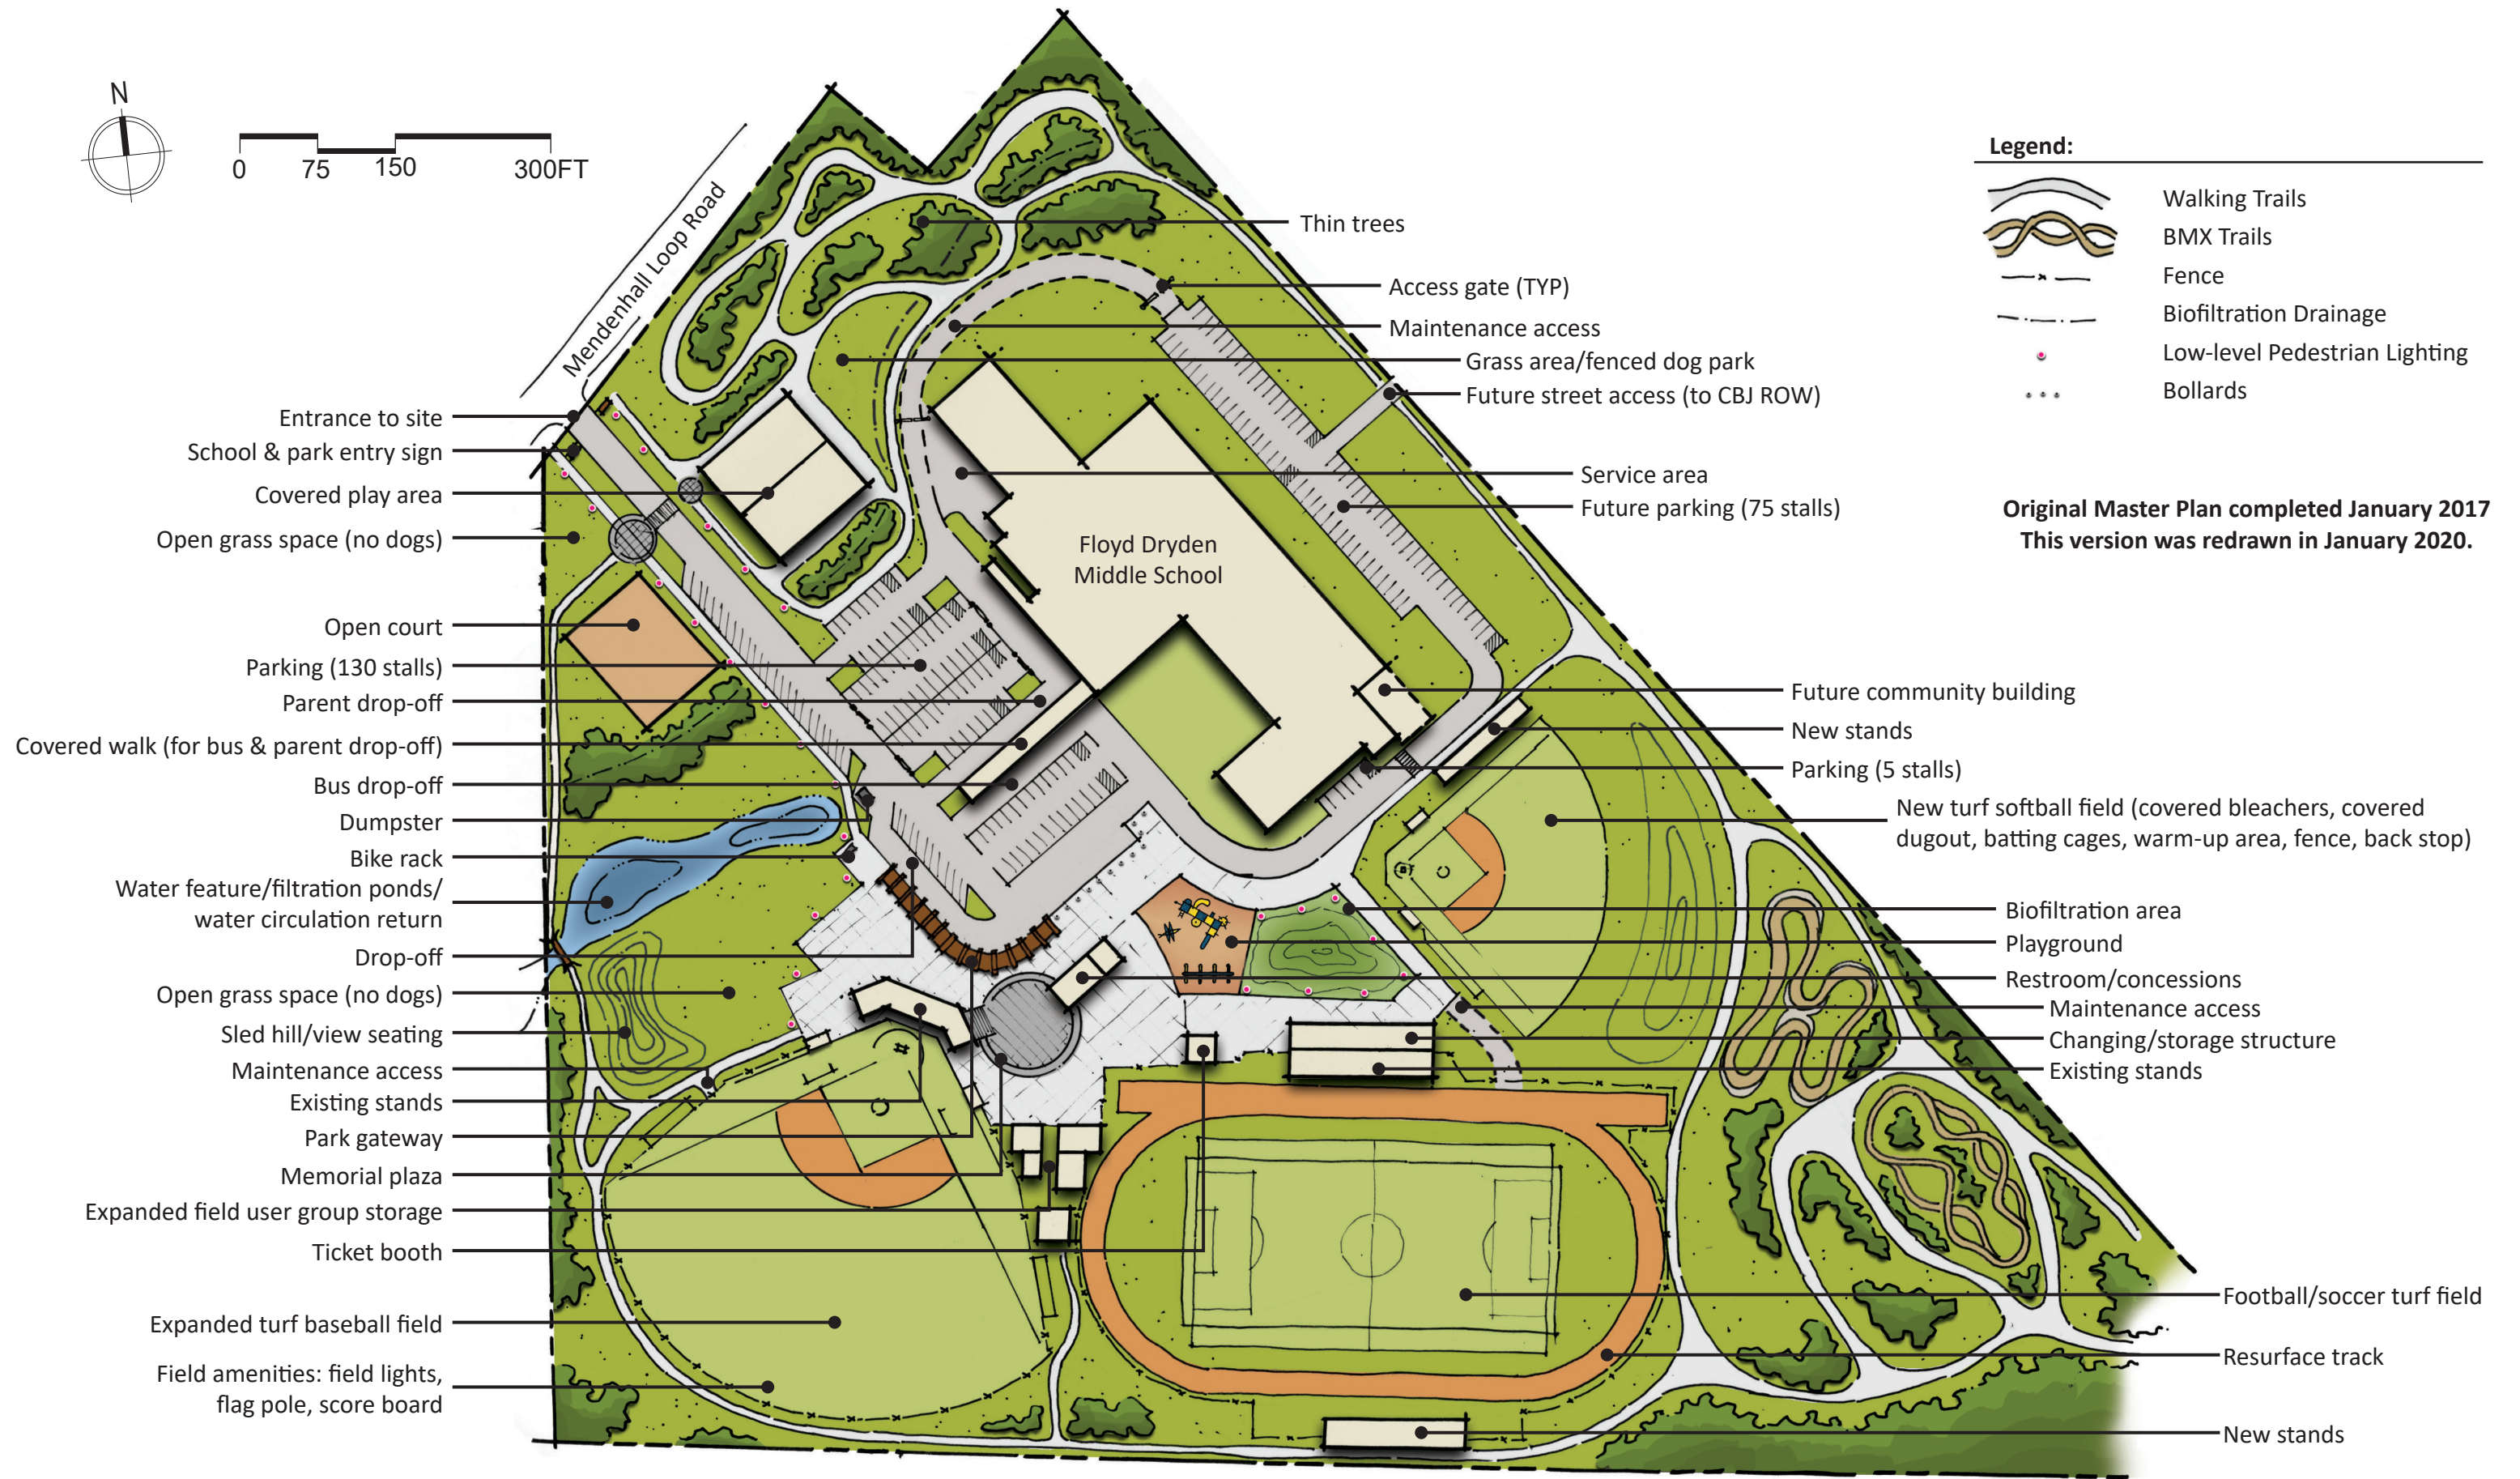 N
0
75
150
300FT
Mendenhall Loop Road
Entrance to site
School & park entry sign
Covered play area
Open grass space (no dogs)
Open court
Parking (130 stalls)
Parent drop-off
Covered walk (for bus & parent drop-off)
Bus drop-off
Dumpster
Bike rack
Water feature/filtration ponds/
water circulation return
Drop-off
Open grass space (no dogs)
Sled hill/view seating
Maintenance access
Existing stands
Park gateway
Memorial plaza
Expanded field user group storage
Ticket booth
Expanded turf baseball field
Field amenities: field lights,
flag pole, score board
Floyd Dryden
Middle School
Thin trees
Access gate (TYP)
Maintenance access
Grass area/fenced dog park
Future street access (to CBJ ROW)
Service area
Future parking (75 stalls)
Future community building
New stands
Parking (5 stalls)
New turf softball field (covered bleachers, covered
dugout, batting cages, warm-up area, fence, back stop)
Biofiltration area
Playground
Restroom/concessions
Maintenance access
Changing/storage structure
Existing stands
Football/soccer turf field
Resurface track
New stands
Legend:
Walking Trails
BMX Trails
Fence
Biofiltration Drainage
Low-level Pedestrian Lighting
Bollards
Original Master Plan completed January 2017
This version was redrawn in January 2020.